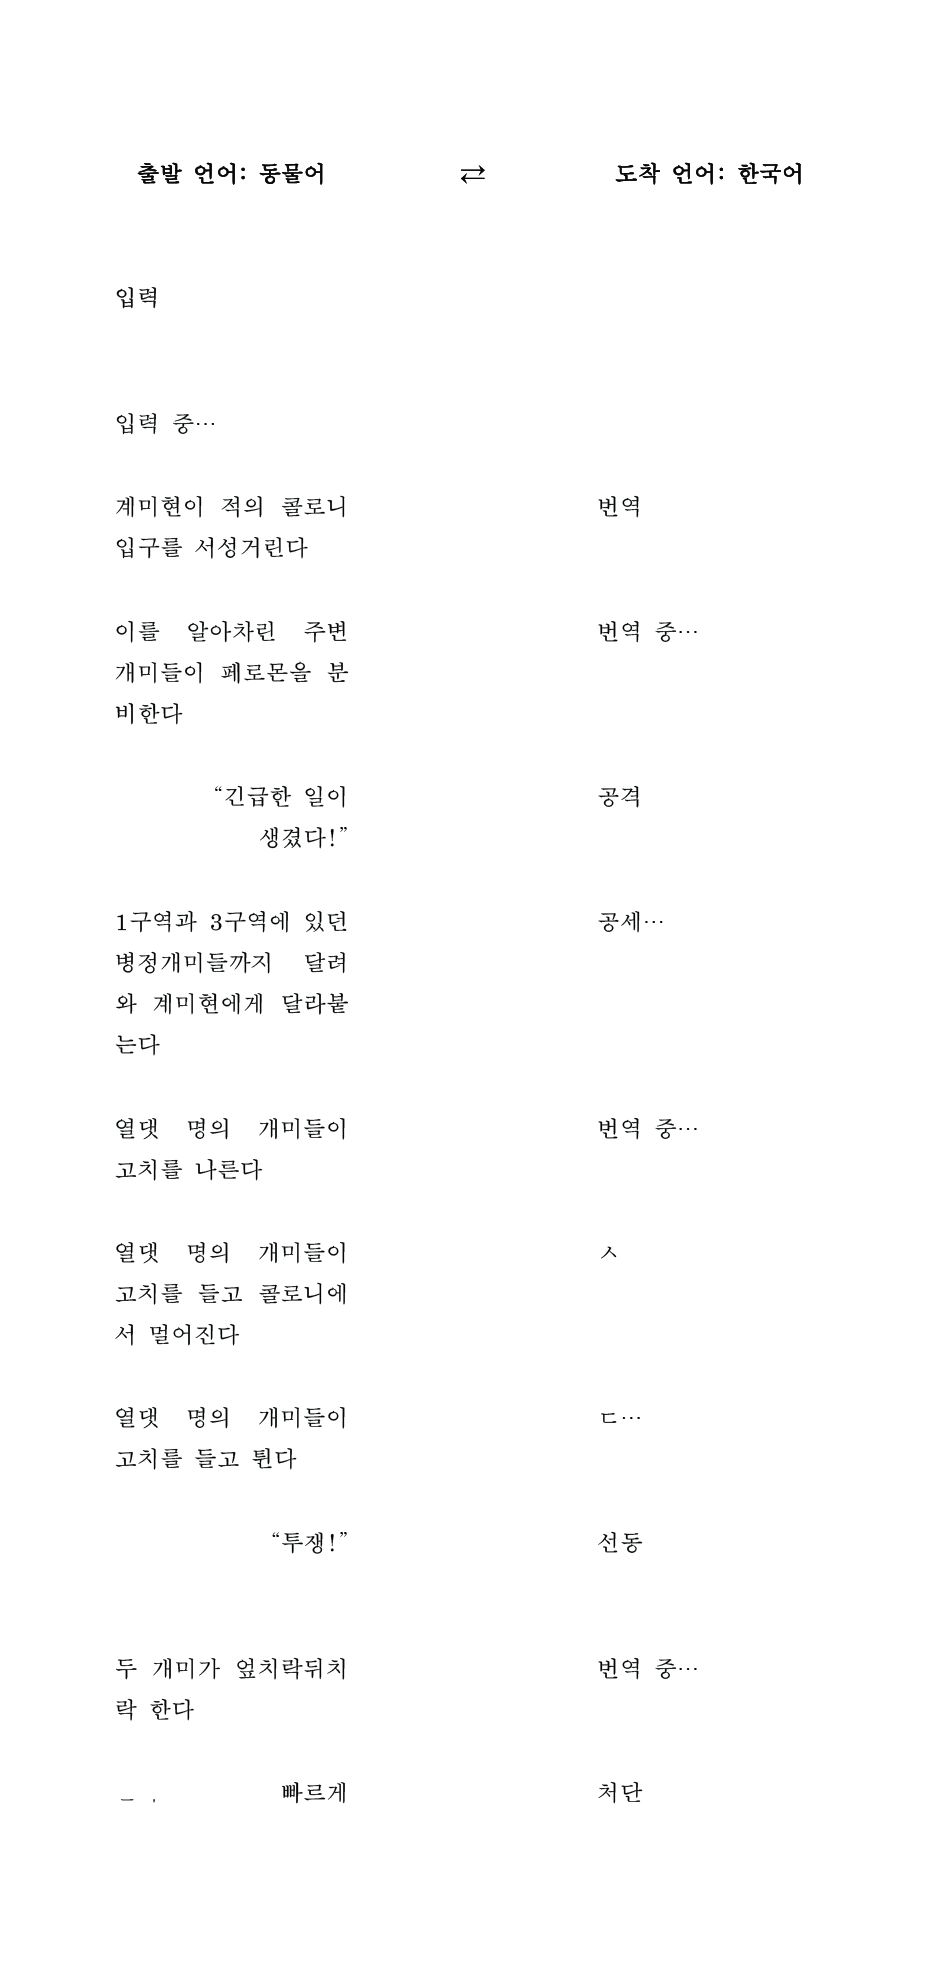 출발 언어: 동물어 ⇄ 도착 언어: 한국어
입력
입력 중…
계미현이 적의 콜로니 번역
입구를 서성거린다
이를 알아차린 주변 번역 중…
개미들이 페로몬을 분
비한다
“긴급한 일이 공격
생겼다!”
1구역과 3구역에 있던 공세…
병정개미들까지 달려
와 계미현에게 달라붙
는다
열댓 명의 개미들이 번역 중…
고치를 나른다
열댓 명의 개미들이 ㅅ
고치를 들고 콜로니에
서 멀어진다
열댓 명의 개미들이 ㄷ…
고치를 들고 튄다
“투쟁!” 선동
두 개미가 엎치락뒤치 번역 중…
락 한다
빠르게 처단